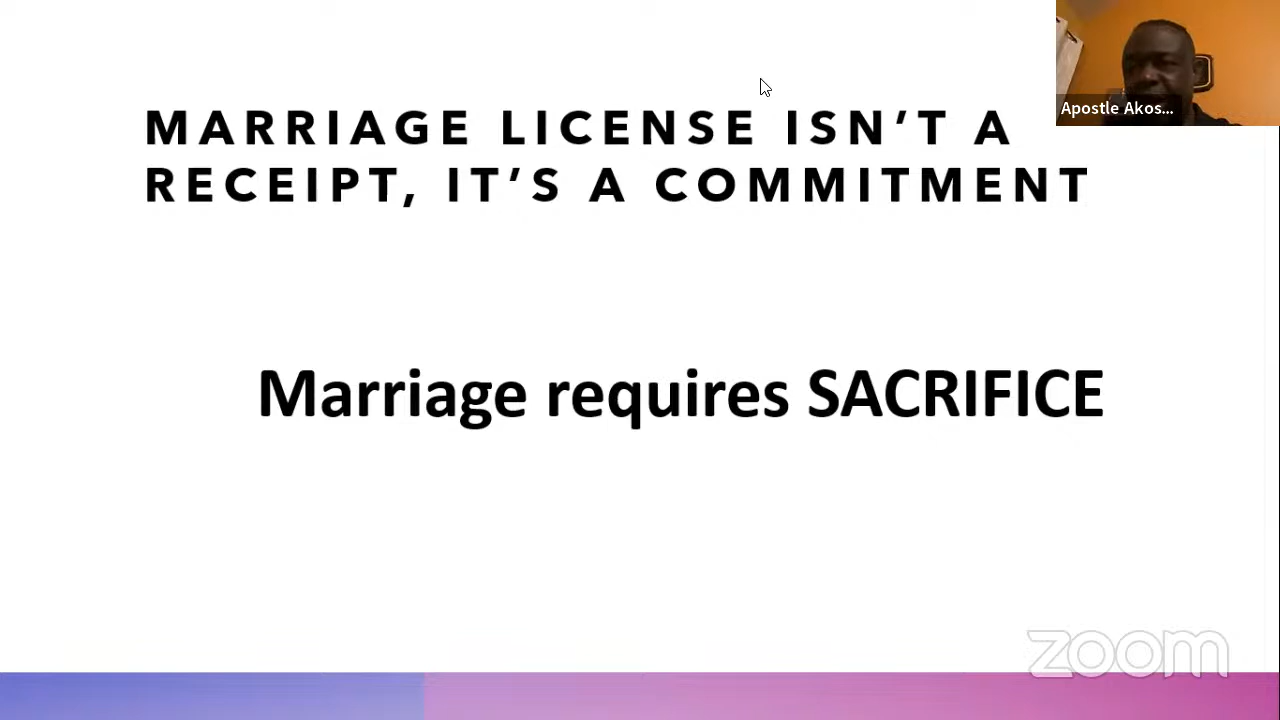 MARRIAGE LICENSE ISN’T A
RECEIPT, IT’S A COMMITMENT
Marriage requires SACRIFICE
Apostle Akos...
zoom